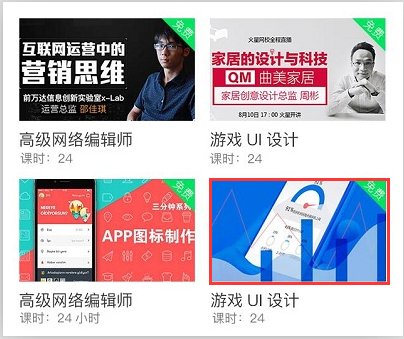 免费
互联网运营中的
营销思维
前万达信息创新实验室x-Lab
运营总监 邵佳琪
高级网络编辑师
课时：24
免费
火星网校全程直播
家居的设计与科技
QM 曲美家居
家居创意设计总监 周彬
8月10日 17：00 火星开讲
游戏 UI 设计
课时：24
免费
三分钟系列
APP图标制作
高级网络编辑师
课时：24 小时
免费
游戏 UI 设计
课时：24